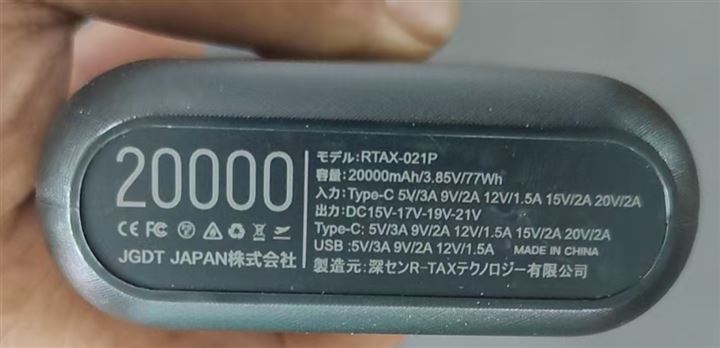 20000
CE FC
JGDT JAPAN株式会社
モデル:RTAX-021P
容量:20000mAh/3.85V/77Wh
入力:Type-C 5V/3A 9V/2A 12V/1.5A 15V/2A 20V/2A
出力:DC15V-17V-19V-21V
Type-C: 5V/3A 9V/2A 12V/1.5A 15V/2A 20V/2A
USB :5V/3A 9V/2A 12V/1.5A MADE IN CHINA
製造元:深センR-TAXテクノロジー有限公司